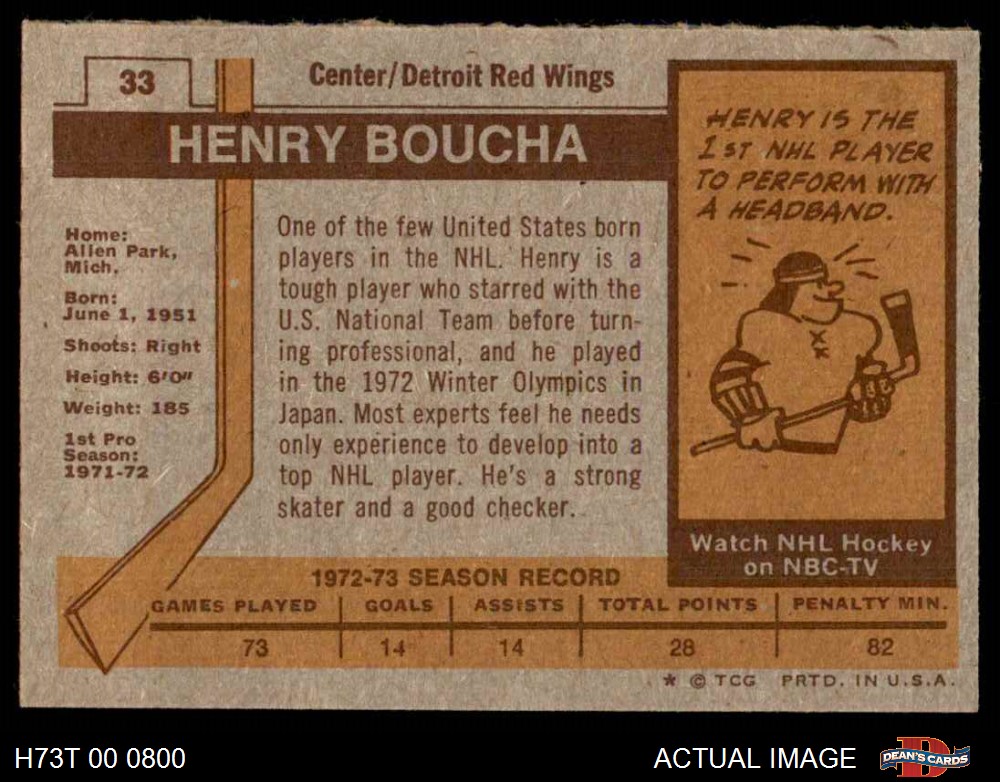 33
Center/Detroit Red Wings
HENRY BOUCHA
Home:
Allen Park,
Mich.
Born:
June 1, 1951
Shoots: Right
Height: 6'0"
Weight: 185
1st Pro
Season:
1971-72
One of the few United States born
players in the NHL. Henry is a
tough player who starred with the
U.S. National Team before turn-
ing professional, and he played
in the 1972 Winter Olympics in
Japan. Most experts feel he needs
only experience to develop into a
top NHL player. He's a strong
skater and a good checker.
HENRY IS THE
1ST NHL PLAYER
TO PERFORM WITH
A HEADBAND.
Watch NHL Hockey
on NBC-TV
1972-73 SEASON RECORD
GAMES PLAYED GOALS ASSISTS TOTAL POINTS PENALTY MIN.
73 14 14 28 82
* © TCG PRTD. IN U.S.A.
H73T 00 0800 ACTUAL IMAGE DEAN'S CARDS